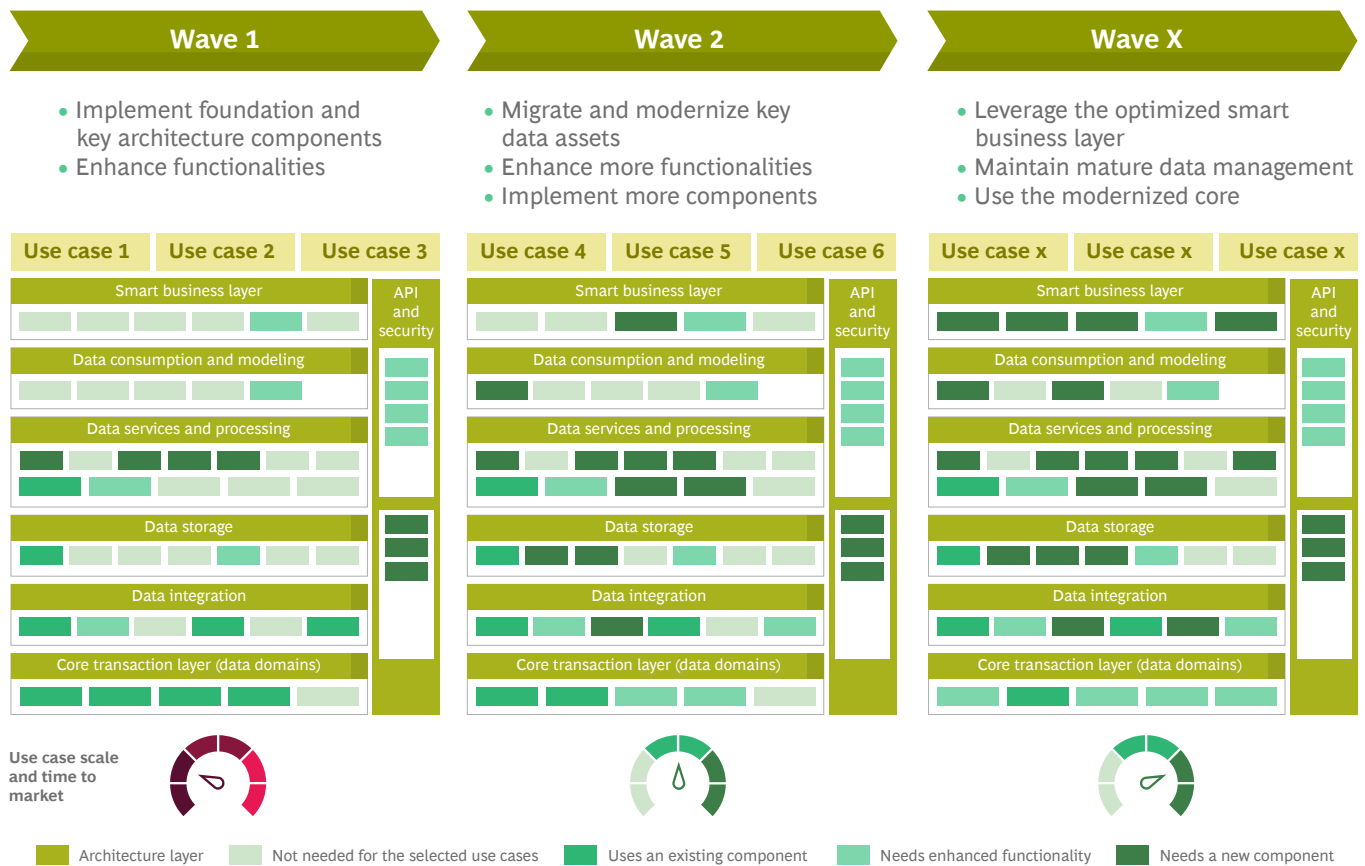 Wave 1
Wave 2
Wave X
• Implement foundation and
key architecture components
• Enhance functionalities
• Migrate and modernize key
data assets
• Enhance more functionalities
• Implement more components
• Leverage the optimized smart
business layer
• Maintain mature data management
• Use the modernized core
Use case 1
Use case 2
Use case 3
Smart business layer
Data consumption and modeling
Data services and processing
Data storage
Data integration
Core transaction layer (data domains)
API
and
security
Use case 4
Use case 5
Use case 6
Smart business layer
Data consumption and modeling
Data services and processing
Data storage
Data integration
Core transaction layer (data domains)
API
and
security
Use case x
Use case x
Use case x
Smart business layer
Data consumption and modeling
Data services and processing
Data storage
Data integration
Core transaction layer (data domains)
API
and
security
Use case scale
and time to
market
Architecture layer
Not needed for the selected use cases
Uses an existing component
Needs enhanced functionality
Needs a new component